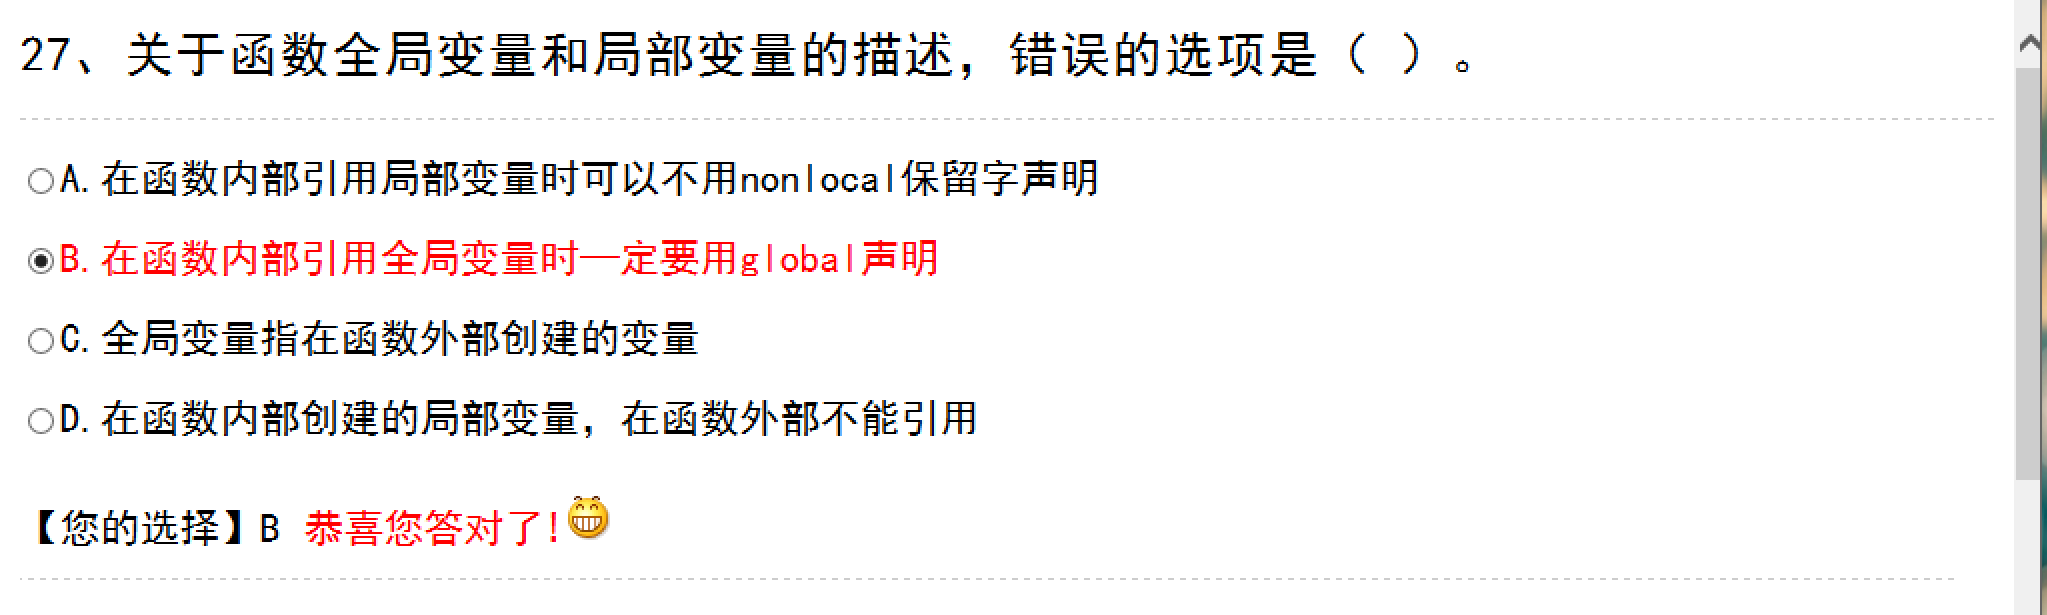 27、关于函数全局变量和局部变量的描述，错误的选项是（ ）。
A.在函数内部引用局部变量时可以不用nonlocal保留字声明
B.在函数内部引用全局变量时一定要用global声明
C.全局变量指在函数外部创建的变量
D.在函数内部创建的局部变量，在函数外部不能引用
【您的选择】B 恭喜您答对了!